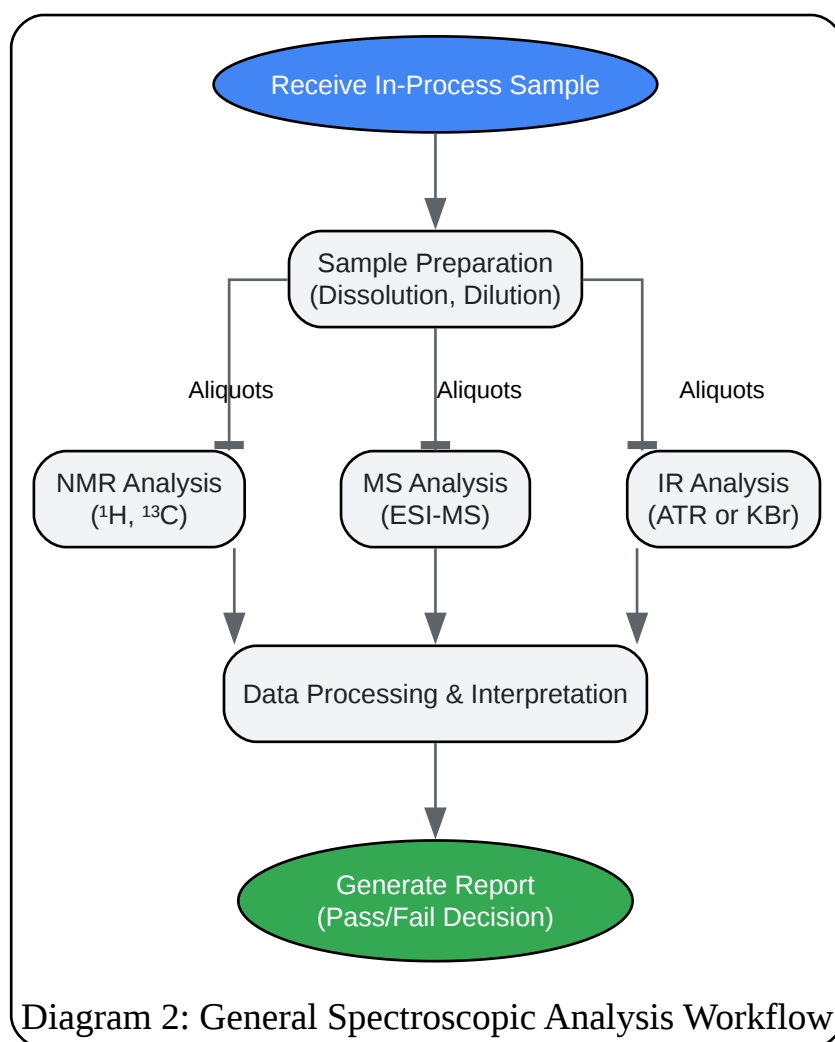 Receive In-Process Sample
Sample Preparation
(Dissolution, Dilution)
Aliquots
Aliquots
Aliquots
NMR Analysis
(¹H, ¹³C)
MS Analysis
(ESI-MS)
IR Analysis
(ATR or KBr)
Data Processing & Interpretation
Generate Report
(Pass/Fail Decision)
Diagram 2: General Spectroscopic Analysis Workflow